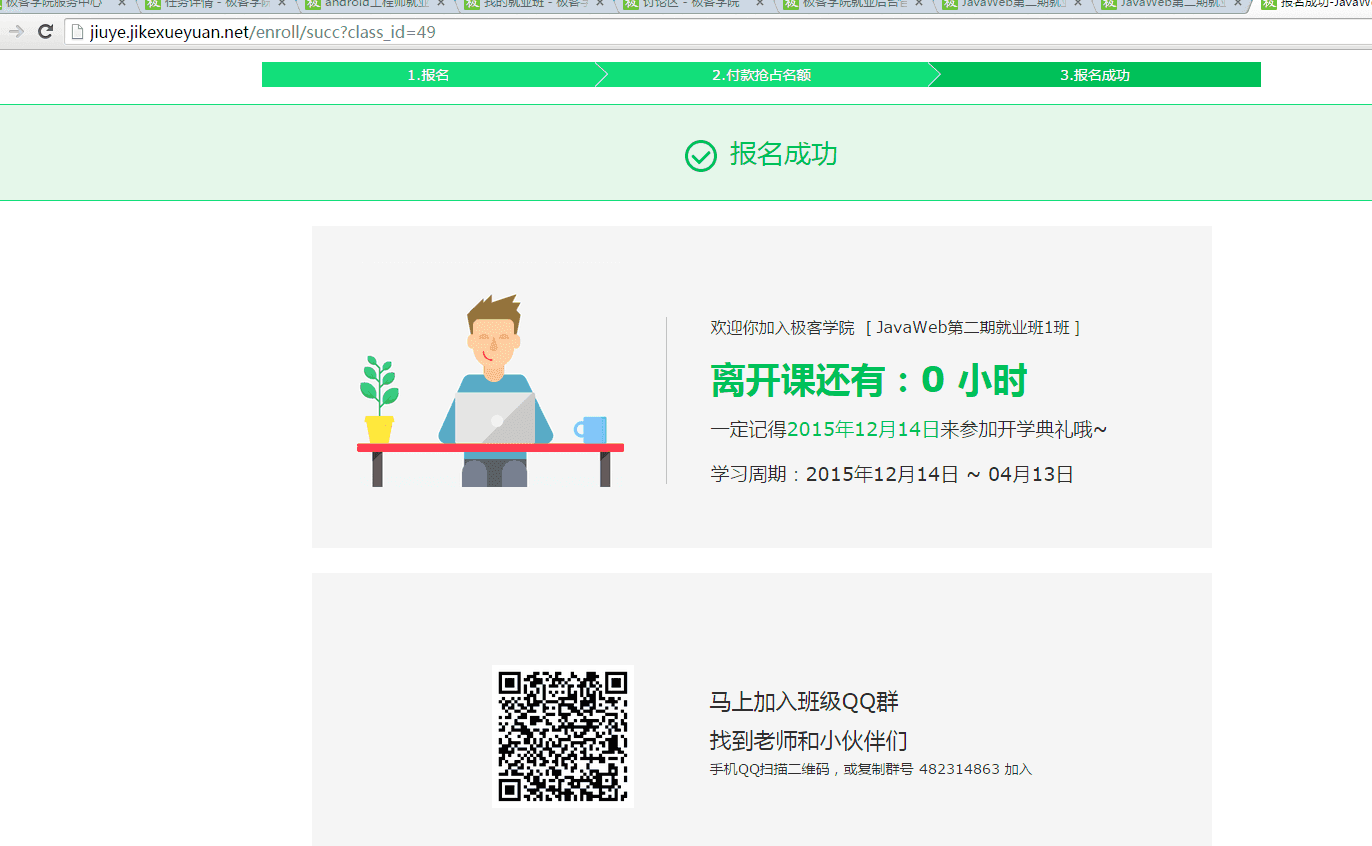 极客学院服务中心
任务详情 - 极客学院
android工程师就业
我的就业班 - 极客学
讨论区 - 极客学院
极客学院就业后台管
JavaWeb第二期就业
JavaWeb第二期就业
报名成功-JavaW
jiuye.jikexueyuan.net/enroll/succ?class_id=49
1.报名
2.付款抢占名额
3.报名成功
报名成功
欢迎你加入极客学院 [ JavaWeb第二期就业班1班 ]
离开课还有：0 小时
一定记得2015年12月14日来参加开学典礼哦~
学习周期：2015年12月14日 ~ 04月13日
马上加入班级QQ群
找到老师和小伙伴们
手机QQ扫描二维码，或复制群号 482314863 加入